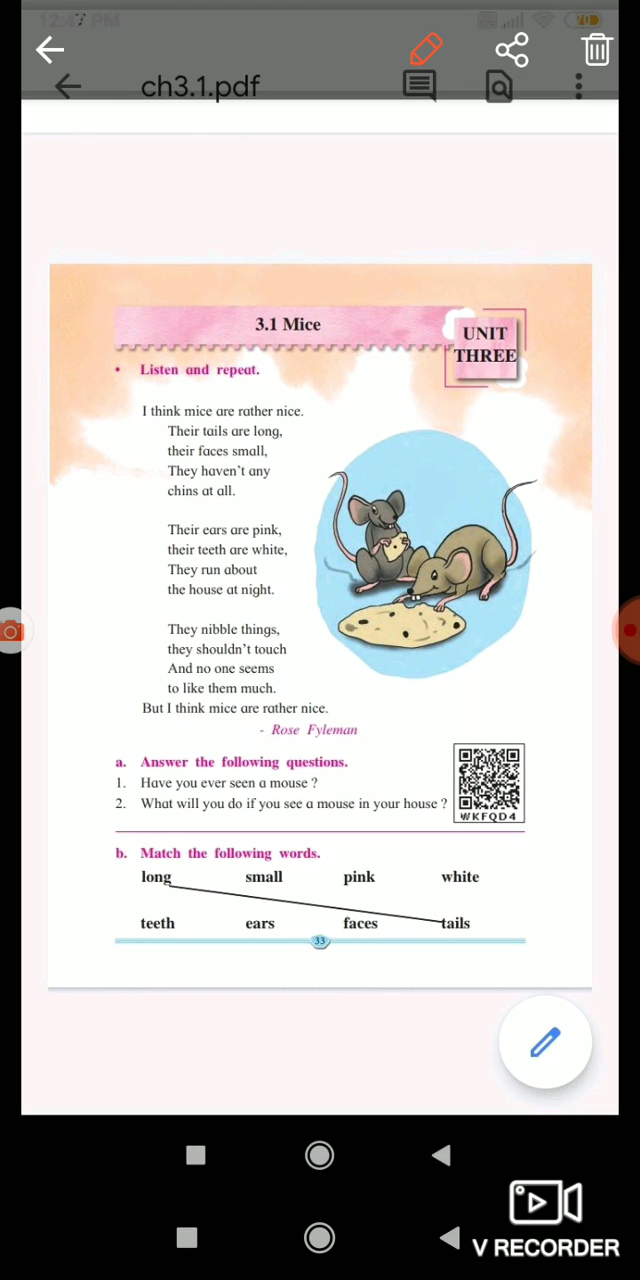 12:47 PM
70
ch3.1.pdf
3.1 Mice
UNIT
THREE
• Listen and repeat.
I think mice are rather nice.
Their tails are long,
their faces small,
They haven't any
chins at all.
Their ears are pink,
their teeth are white,
They run about
the house at night.
They nibble things,
they shouldn't touch
And no one seems
to like them much.
But I think mice are rather nice.
- Rose Fyleman
a. Answer the following questions.
1. Have you ever seen a mouse ?
2. What will you do if you see a mouse in your house ?
WKFQD4
b. Match the following words.
long small pink white
teeth ears faces tails
33
V RECORDER